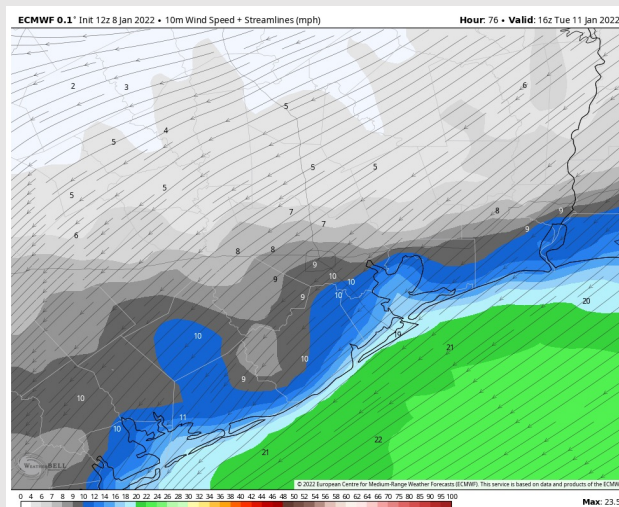 ECMWF 0.1° Init 12z 8 Jan 2022 • 10m Wind Speed + Streamlines (mph) Hour: 76 • Valid: 16z Tue 11 Jan 2022
2 3 6
5
4
5
5 5
5 5
7 8 9
6 7 9
8 8
9 9 10 10
9 10 20
19
10 21
10
9
10
11
10 22
21
WeatherBELL
© 2022 European Centre for Medium-Range Weather Forecasts (ECMWF). This service is based on data and products of the ECMW
0 4 6 7 8 9 10 12 14 16 18 20 22 24 26 28 30 32 34 36 38 40 42 44 46 48 50 52 54 56 58 60 65 70 75 80 85 90 95 100
Max: 23.5